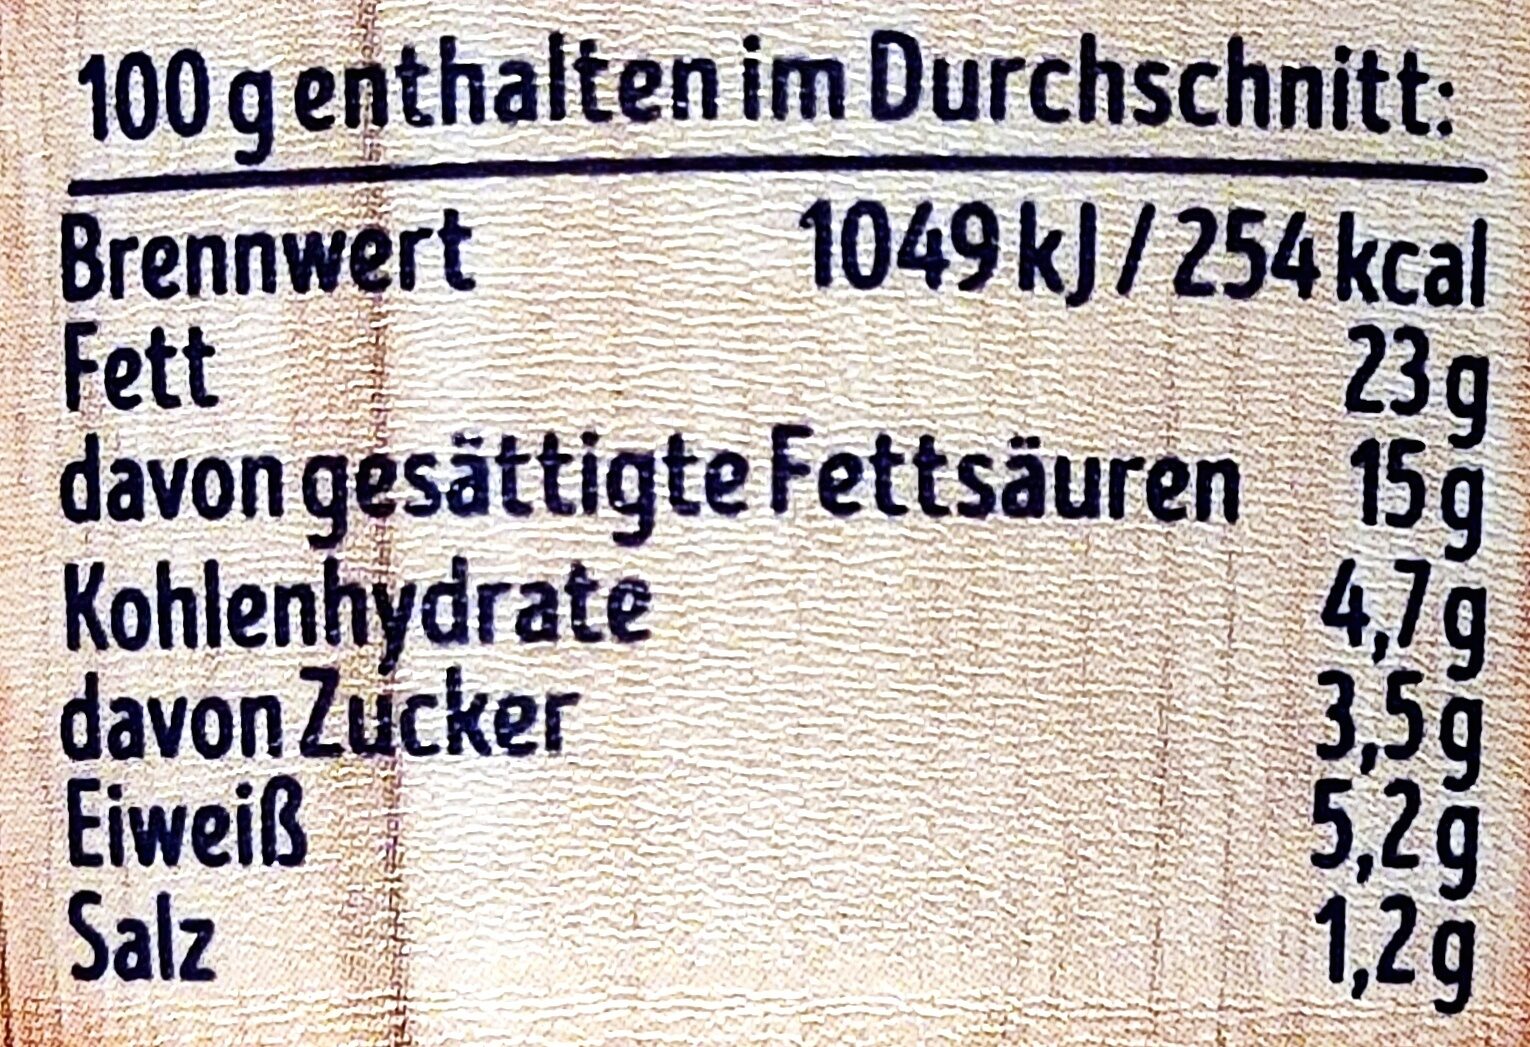 100 g enthalten im Durchschnitt:
Brennwert 1049 kJ / 254 kcal
Fett 23 g
davon gesättigte Fettsäuren 15 g
Kohlenhydrate 4,7 g
davon Zucker 3,5 g
Eiweiß 5,2 g
Salz 1,2 g